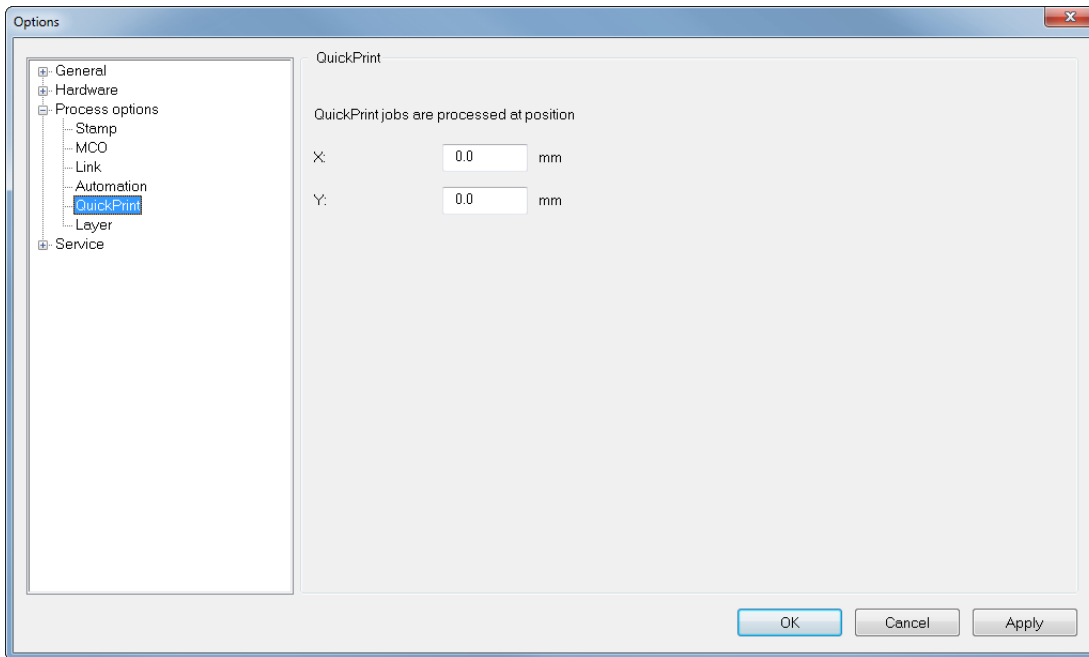 Options
General
Hardware
Process options
Stamp
MCO
Link
Automation
QuickPrint
Layer
Service
QuickPrint
QuickPrint jobs are processed at position
X: 0.0 mm
Y: 0.0 mm
OK Cancel Apply